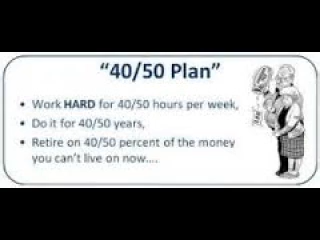 “40/50 Plan”
• Work HARD for 40/50 hours per week,
• Do it for 40/50 years,
• Retire on 40/50 percent of the money
you can’t live on now....